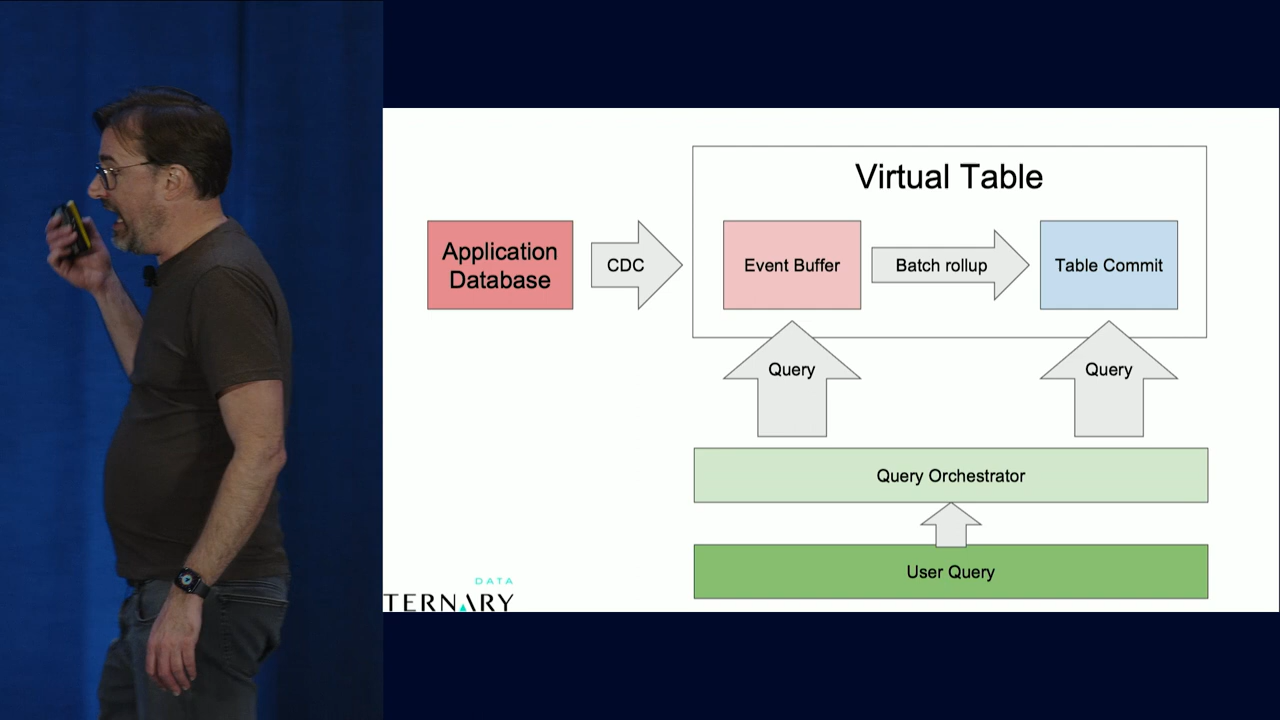 Virtual Table
Application
Database
CDC
Event Buffer
Batch rollup
Table Commit
Query
Query
Query Orchestrator
User Query
DATA
TERNARY